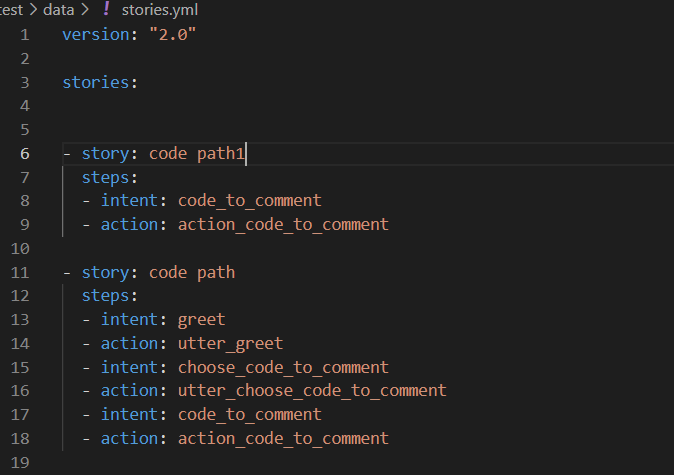 test > data > ! stories.yml
1 version: "2.0"
2
3 stories:
4
5
6 - story: code path1
7   steps:
8   - intent: code_to_comment
9   - action: action_code_to_comment
10
11 - story: code path
12   steps:
13   - intent: greet
14   - action: utter_greet
15   - intent: choose_code_to_comment
16   - action: utter_choose_code_to_comment
17   - intent: code_to_comment
18   - action: action_code_to_comment
19